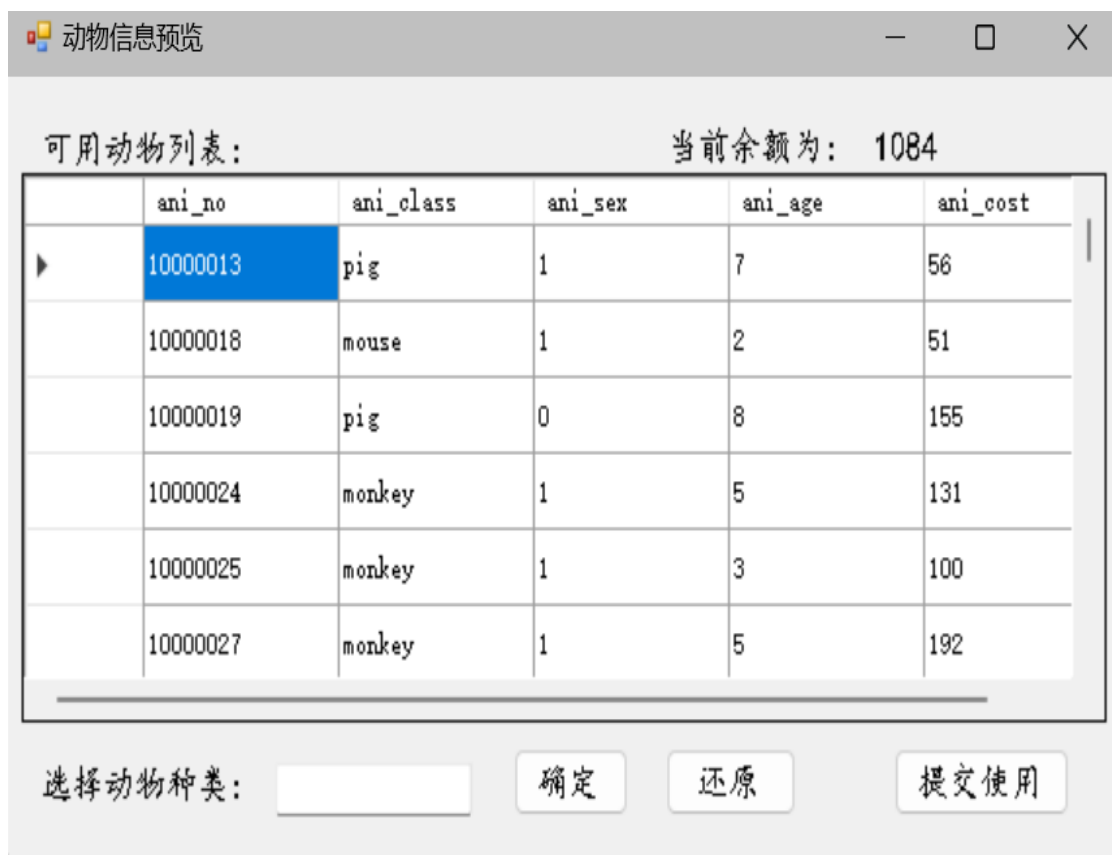 动物信息预览
可用动物列表: 当前余额为: 1084
ani_no ani_class ani_sex ani_age ani_cost
10000013 pig 1 7 56
10000018 mouse 1 2 51
10000019 pig 0 8 155
10000024 monkey 1 5 131
10000025 monkey 1 3 100
10000027 monkey 1 5 192
选择动物种类: 确定 还原 提交使用